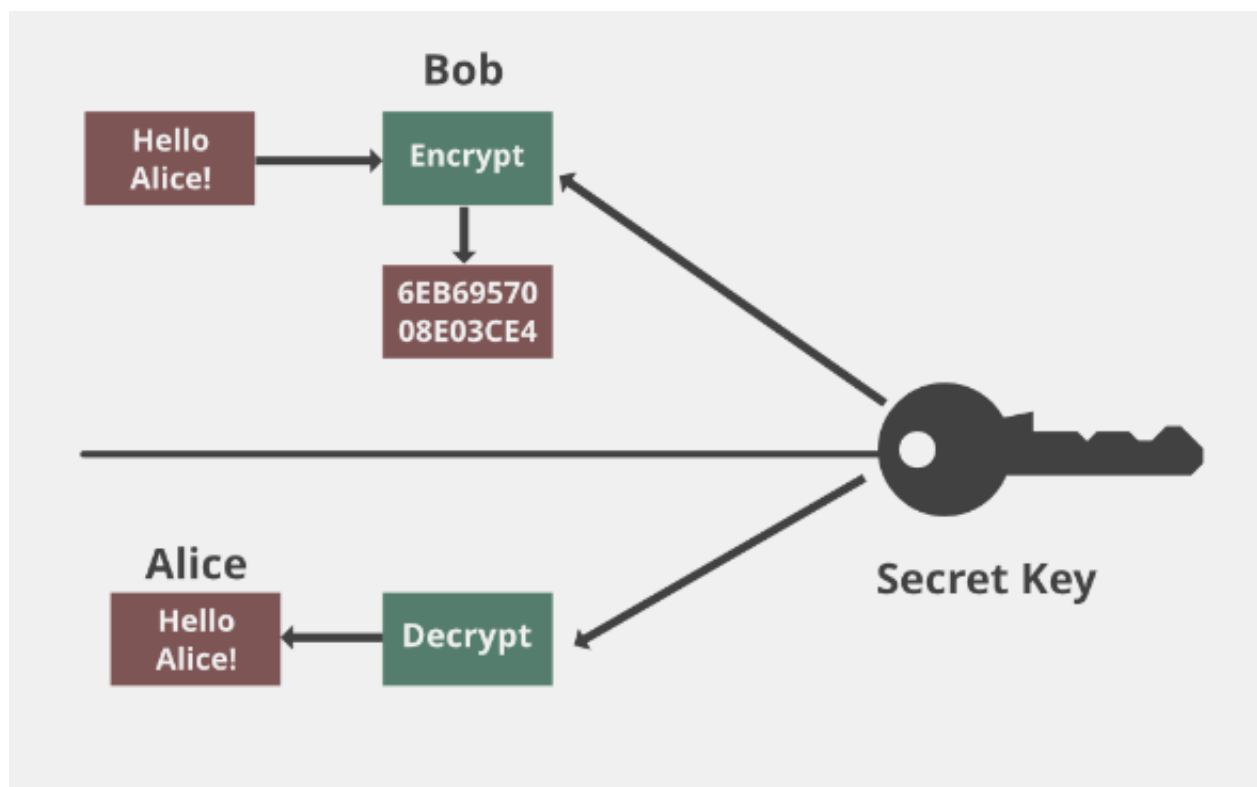 Bob
Hello
Alice!
Encrypt
6EB69570
08E03CE4
Alice
Hello
Alice!
Decrypt
Secret Key